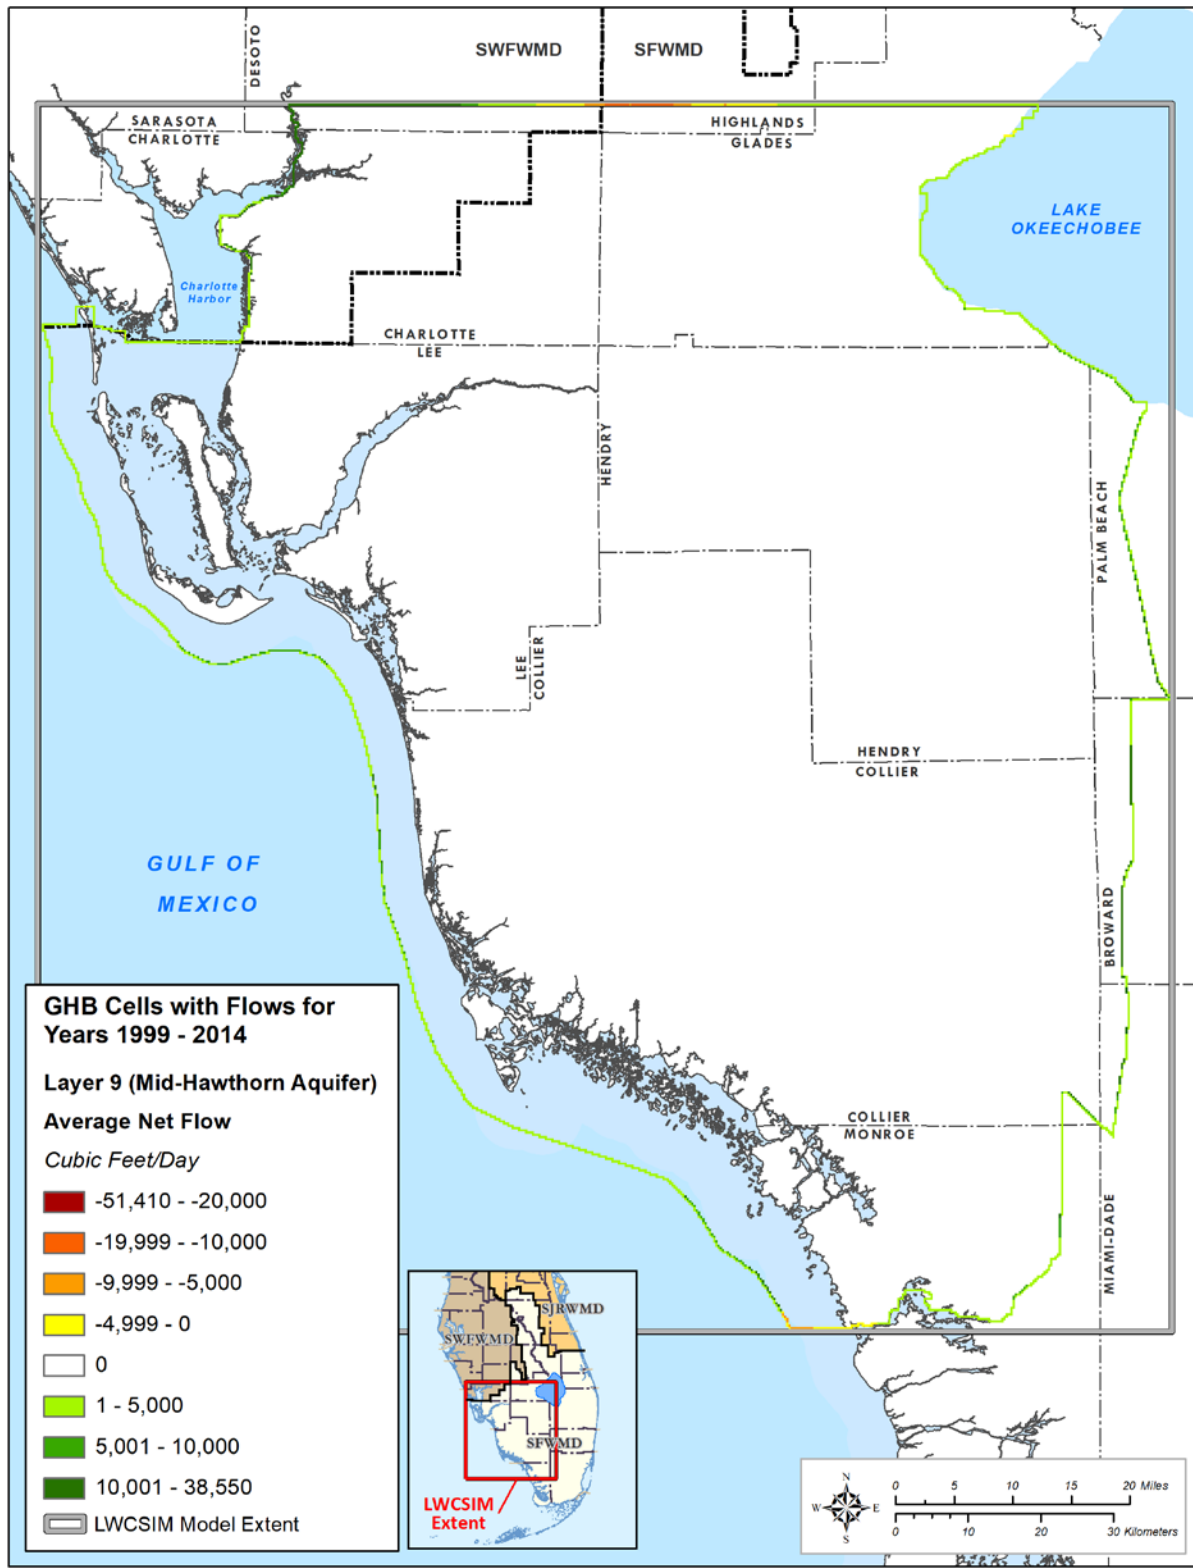 SWFWMD
SFWMD
DESOTO
SARASOTA
CHARLOTTE
HIGHLANDS
GLADES
LAKE
OKEECHOBEE
Charlotte
Harbor
CHARLOTTE
LEE
HENDRY
PALM BEACH
LEE
COLLIER
HENDRY
COLLIER
GULF OF
MEXICO
BROWARD
COLLIER
MONROE
MIAMI-DADE
GHB Cells with Flows for
Years 1999 - 2014
Layer 9 (Mid-Hawthorn Aquifer)
Average Net Flow
Cubic Feet/Day
-51,410 - -20,000
-19,999 - -10,000
-9,999 - -5,000
-4,999 - 0
0
1 - 5,000
5,001 - 10,000
10,001 - 38,550
LWCSIM Model Extent
SJRWMD
SWFWMD
SFWMD
LWCSIM
Extent
N
W E
S
0 5 10 15 20 Miles
0 10 20 30 Kilometers